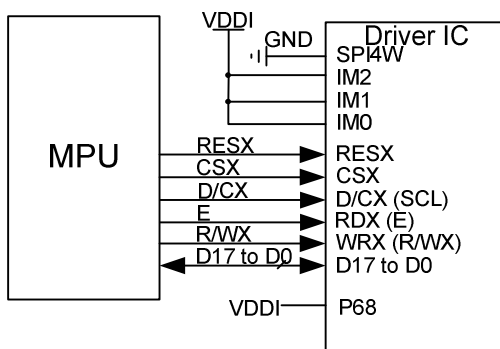 VDDI
GND
Driver IC
SPI4W
IM2
IM1
IM0
MPU
RESX
RESX
CSX
CSX
D/CX
D/CX (SCL)
E
RDX (E)
R/WX
WRX (R/WX)
D17 to D0
D17 to D0
VDDI
P68